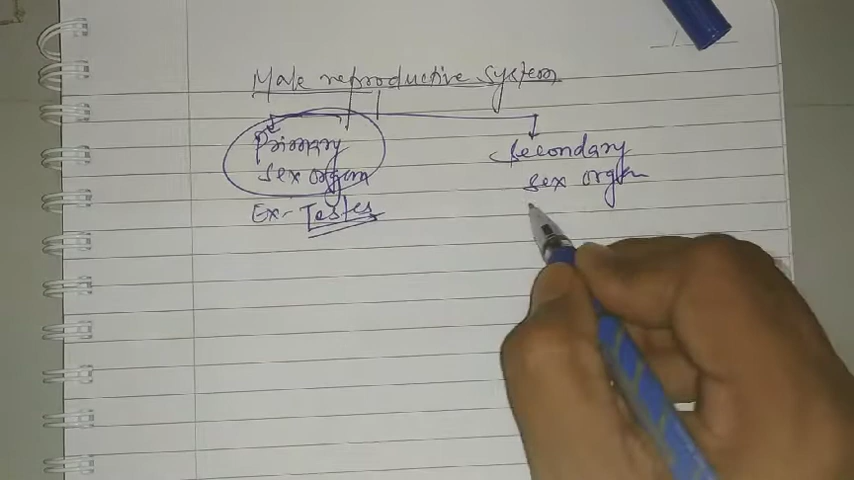 Male reproductive system
Primary
sex organ
Ex- Testes
Secondary
sex organ